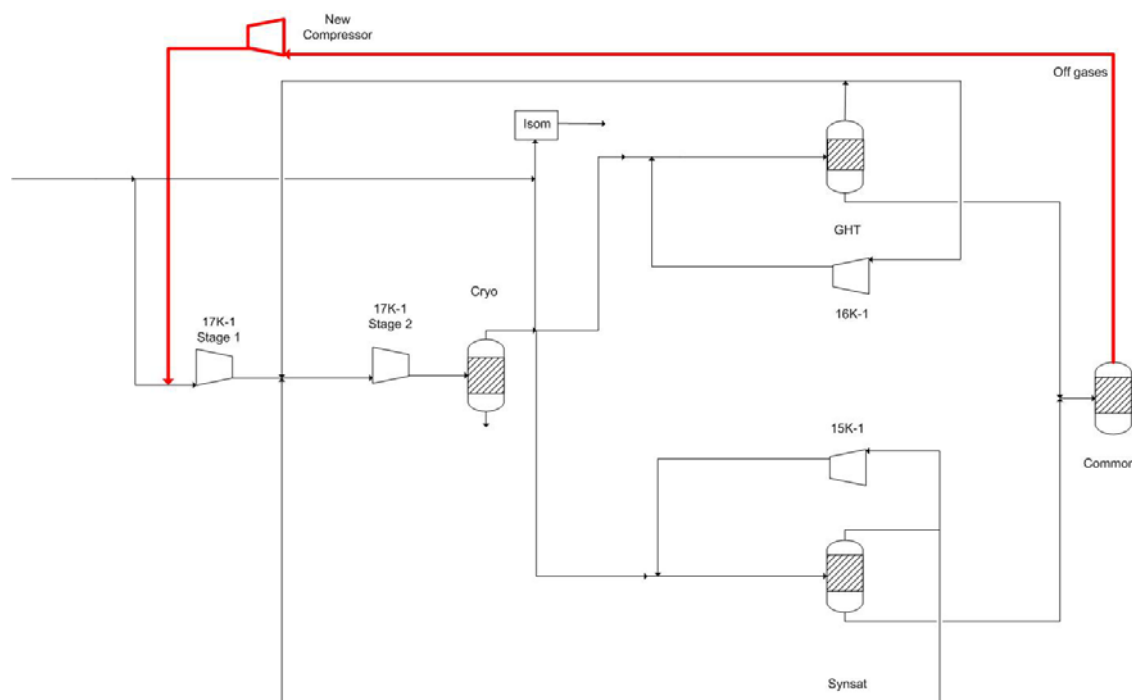 New
Compressor
Off gases
Isom
GHT
Cryo
17K-1
Stage 1
17K-1
Stage 2
16K-1
15K-1
Common
Synsat